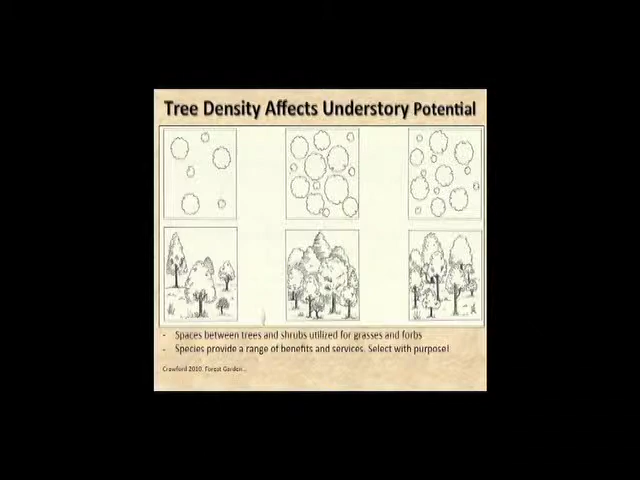 Tree Density Affects Understory Potential
- Spaces between trees and shrubs utilized for grasses and forbs
- Species provide a range of benefits and services. Select with purpose!
Crawford 2010. Forest Garden...